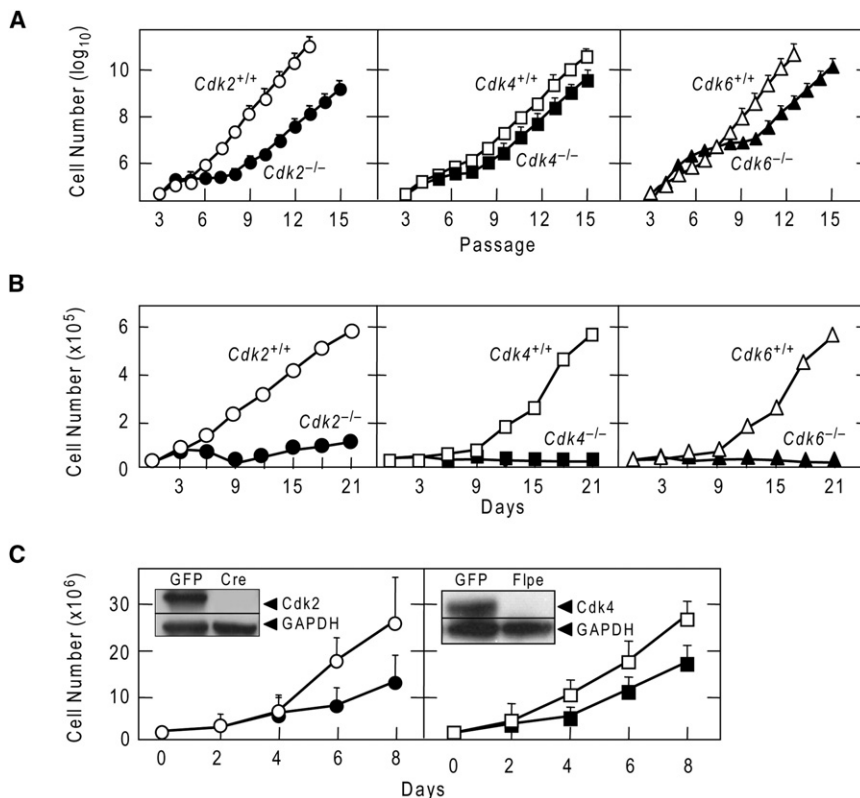 A
Cell Number (log10)
10
8
6
Cdk2+/+
Cdk2−/−
Cdk4+/+
Cdk4−/−
Cdk6+/+
Cdk6−/−
3 6 9 12 15 3 6 9 12 15 3 6 9 12 15
Passage
B
Cell Number (x10⁵)
6
4
2
0
Cdk2+/+
Cdk2−/−
Cdk4+/+
Cdk4−/−
Cdk6+/+
Cdk6−/−
3 9 15 21 3 9 15 21 3 9 15 21
Days
C
Cell Number (x10⁶)
30
20
10
0
GFP Cre
Cdk2
GAPDH
GFP Flpe
Cdk4
GAPDH
0 2 4 6 8 0 2 4 6 8
Days